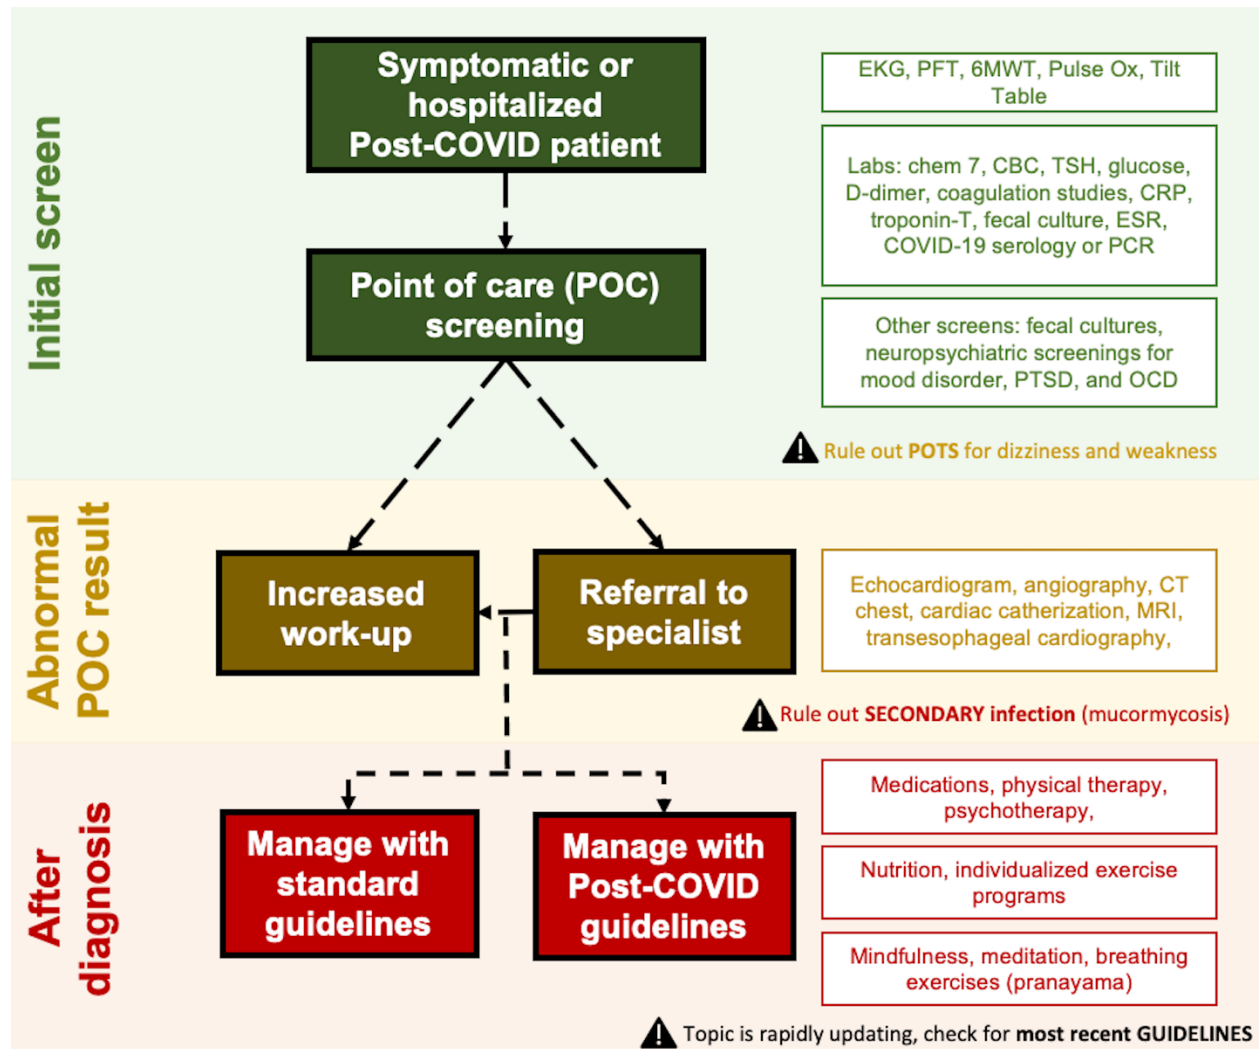 Initial screen
Symptomatic or
hospitalized
Post-COVID patient
Point of care (POC)
screening
EKG, PFT, 6MWT, Pulse Ox, Tilt
Table
Labs: chem 7, CBC, TSH, glucose,
D-dimer, coagulation studies, CRP,
troponin-T, fecal culture, ESR,
COVID-19 serology or PCR
Other screens: fecal cultures,
neuropsychiatric screenings for
mood disorder, PTSD, and OCD
Rule out POTS for dizziness and weakness
Abnormal
POC result
Increased
work-up
Referral to
specialist
Echocardiogram, angiography, CT
chest, cardiac catherization, MRI,
transesophageal cardiography,
Rule out SECONDARY infection (mucormycosis)
After
diagnosis
Manage with
standard
guidelines
Manage with
Post-COVID
guidelines
Medications, physical therapy,
psychotherapy,
Nutrition, individualized exercise
programs
Mindfulness, meditation, breathing
exercises (pranayama)
Topic is rapidly updating, check for most recent GUIDELINES